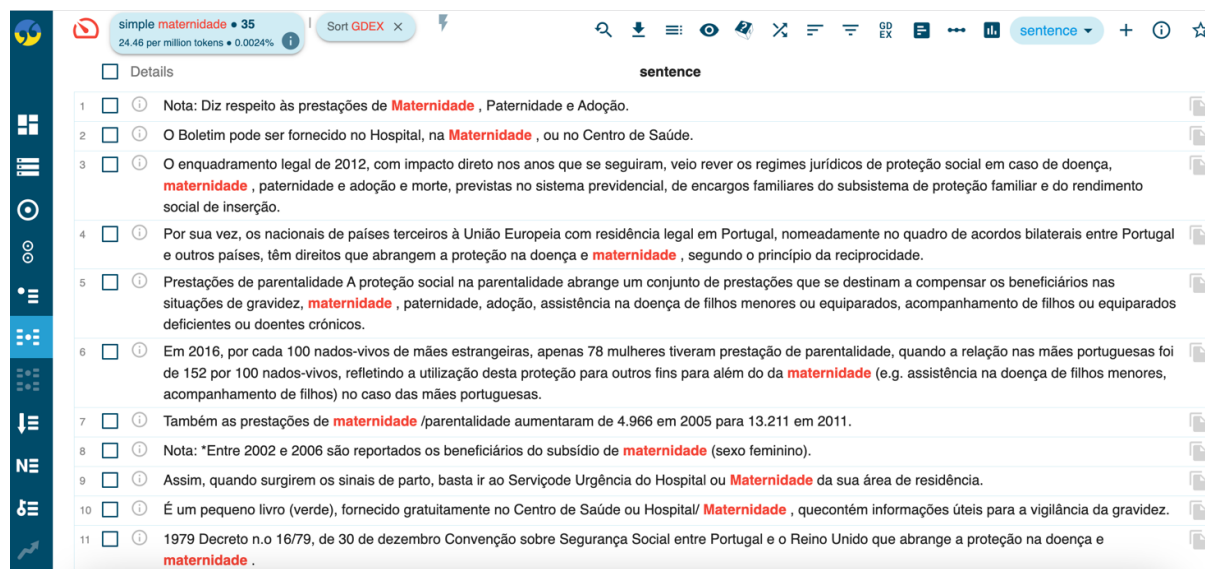 simple maternidade • 35
24.46 per million tokens • 0.0024% i
Sort GDEX ×
GD
EX
sentence
Details
sentence
1 Nota: Diz respeito às prestações de Maternidade , Paternidade e Adoção.
2 O Boletim pode ser fornecido no Hospital, na Maternidade , ou no Centro de Saúde.
3 O enquadramento legal de 2012, com impacto direto nos anos que se seguiram, veio rever os regimes jurídicos de proteção social em caso de doença,
maternidade , paternidade e adoção e morte, previstas no sistema previdencial, de encargos familiares do subsistema de proteção familiar e do rendimento
social de inserção.
4 Por sua vez, os nacionais de países terceiros à União Europeia com residência legal em Portugal, nomeadamente no quadro de acordos bilaterais entre Portugal
e outros países, têm direitos que abrangem a proteção na doença e maternidade , segundo o princípio da reciprocidade.
5 Prestações de parentalidade A proteção social na parentalidade abrange um conjunto de prestações que se destinam a compensar os beneficiários nas
situações de gravidez, maternidade , paternidade, adoção, assistência na doença de filhos menores ou equiparados, acompanhamento de filhos ou equiparados
deficientes ou doentes crónicos.
6 Em 2016, por cada 100 nados-vivos de mães estrangeiras, apenas 78 mulheres tiveram prestação de parentalidade, quando a relação nas mães portuguesas foi
de 152 por 100 nados-vivos, refletindo a utilização desta proteção para outros fins para além do da maternidade (e.g. assistência na doença de filhos menores,
acompanhamento de filhos) no caso das mães portuguesas.
7 Também as prestações de maternidade /parentalidade aumentaram de 4.966 em 2005 para 13.211 em 2011.
8 Nota: *Entre 2002 e 2006 são reportados os beneficiários do subsídio de maternidade (sexo feminino).
9 Assim, quando surgirem os sinais de parto, basta ir ao Serviçode Urgência do Hospital ou Maternidade da sua área de residência.
10 É um pequeno livro (verde), fornecido gratuitamente no Centro de Saúde ou Hospital/ Maternidade , quecontém informações úteis para a vigilância da gravidez.
11 1979 Decreto n.o 16/79, de 30 de dezembro Convenção sobre Segurança Social entre Portugal e o Reino Unido que abrange a proteção na doença e
maternidade .